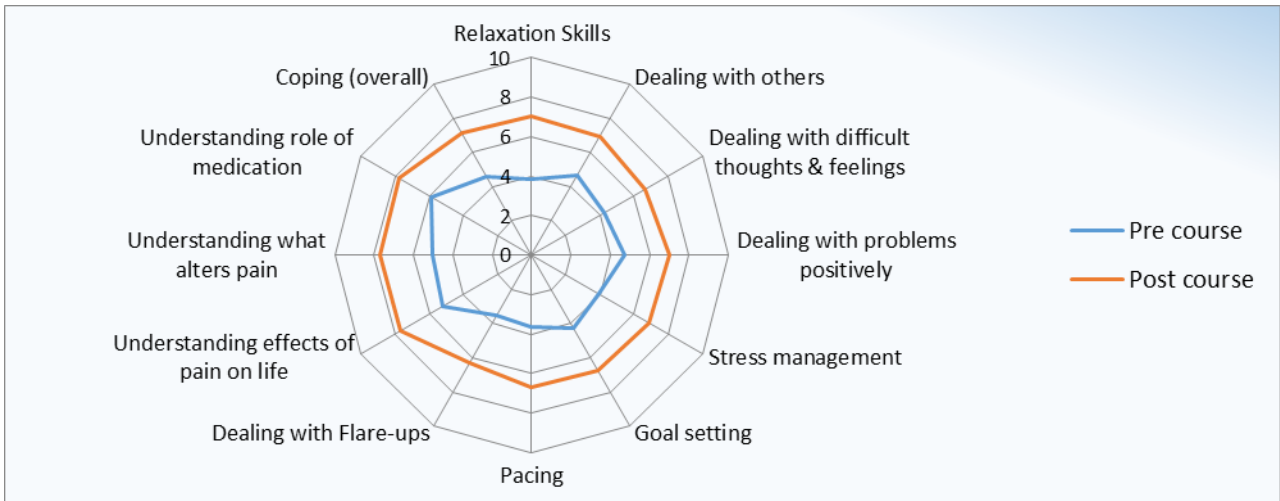 Relaxation Skills
10
8
6
4
2
0
Dealing with others
Dealing with difficult
thoughts & feelings
Dealing with problems
positively
Stress management
Goal setting
Pacing
Dealing with Flare-ups
Understanding effects of
pain on life
Understanding what
alters pain
Understanding role of
medication
Coping (overall)
Pre course
Post course